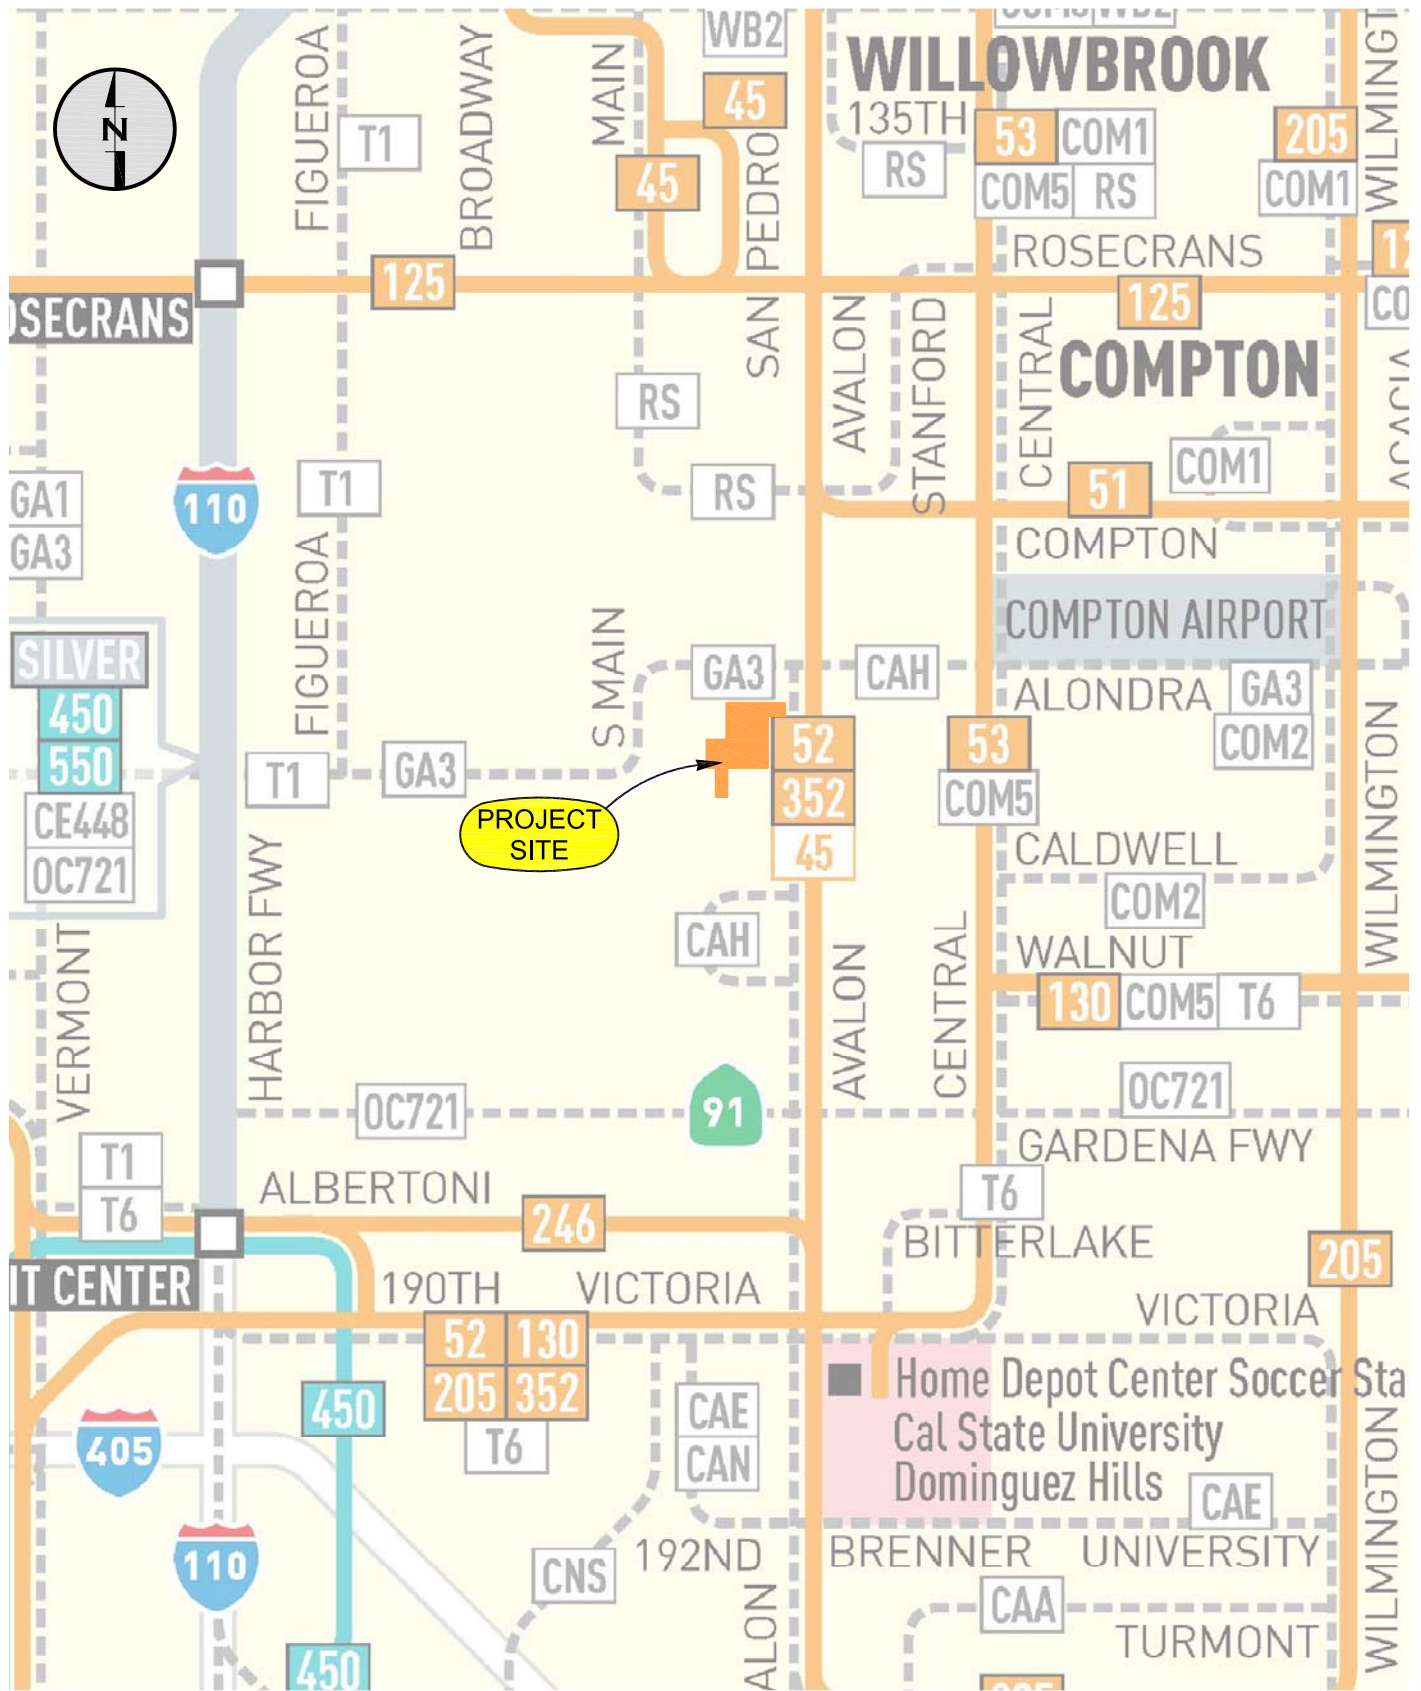 WB2
WILLOWBROOK
FIGUEROA
BROADWAY
MAIN
45
135TH
53
COM1
205
N
T1
45
SAN PEDRO
RS
COM5
RS
COM1
ROSECRANS
125
125
COMPTON
AVALON
STANFORD
CENTRAL
RS
T1
110
RS
51
COM1
GA1
GA3
COMPTON
FIGUEROA
COMPTON AIRPORT
S MAIN
SILVER
450
550
CE448
OC721
GA3
CAH
ALONDRA
GA3
COM2
52
352
45
53
COM5
T1
GA3
PROJECT
SITE
WILMINGTON
CALDWELL
COM2
HARBOR FWY
CAH
WALNUT
130
COM5
T6
VERMONT
AVALON
CENTRAL
OC721
91
OC721
GARDENA FWY
T1
T6
ALBERTONI
246
T6
BITTERLAKE
205
190TH
VICTORIA
VICTORIA
IT CENTER
52
130
205
352
T6
450
405
CAE
CAN
Home Depot Center Soccer Sta
Cal State University
Dominguez Hills
CAE
110
CNS
192ND
BRENNER
UNIVERSITY
CAA
TURMONT
WILMINGTON
450